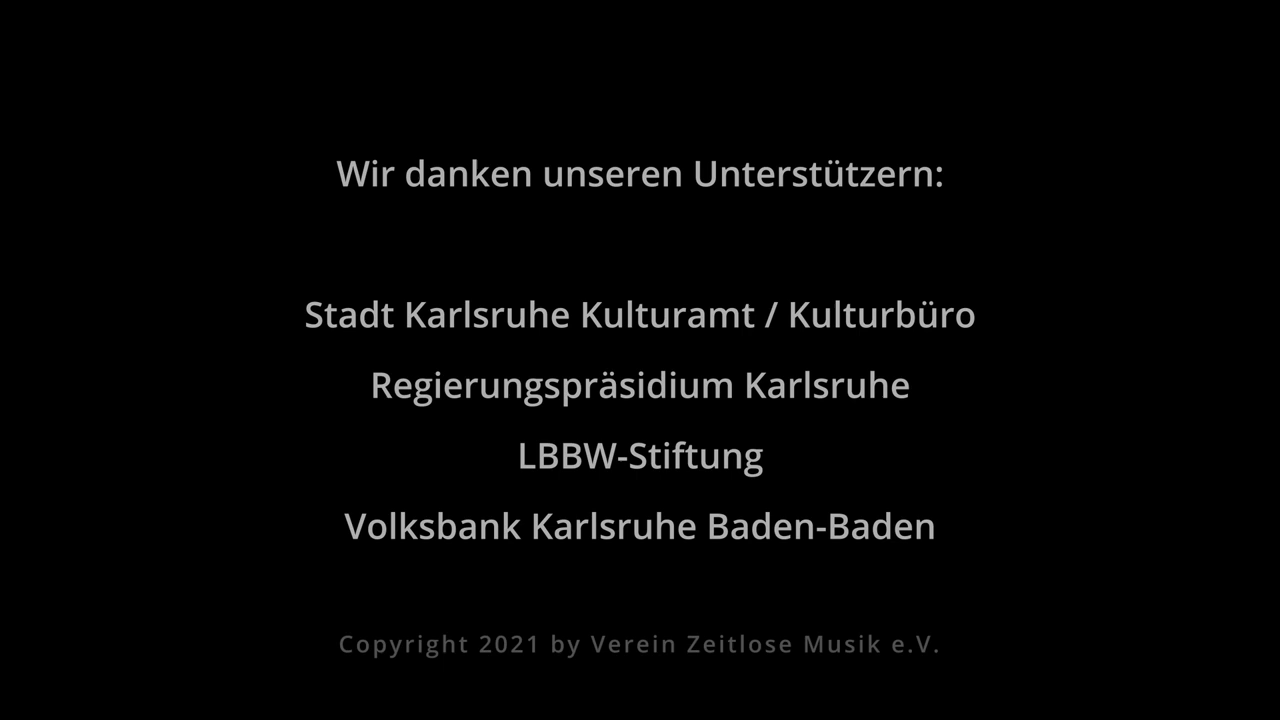 Wir danken unseren Unterstützern:
Stadt Karlsruhe Kulturamt / Kulturbüro
Regierungspräsidium Karlsruhe
LBBW-Stiftung
Volksbank Karlsruhe Baden-Baden
Copyright 2021 by Verein Zeitlose Musik e.V.